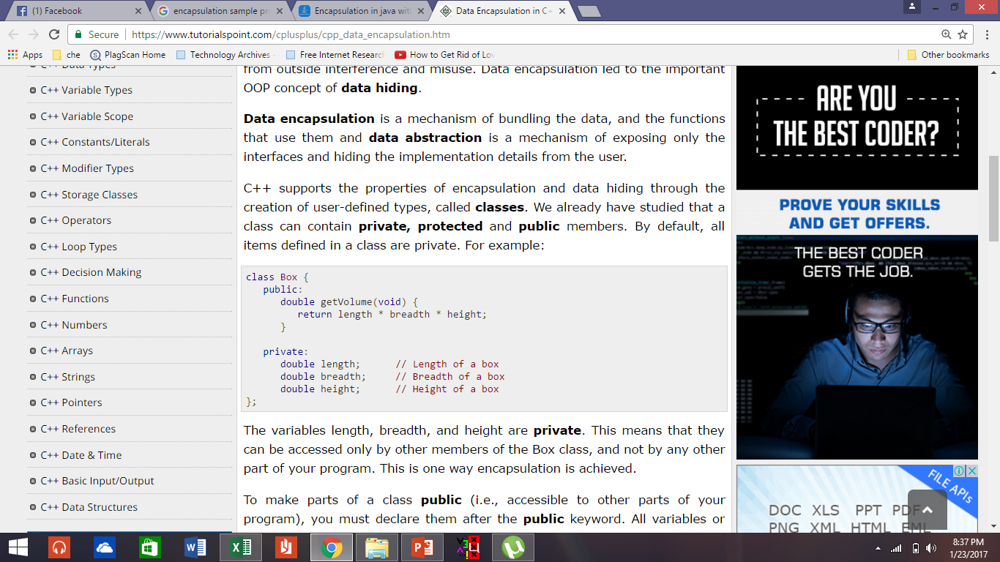 (1) Facebook
encapsulation sample pr
Encapsulation in java wit
Data Encapsulation in C+
Secure
https://www.tutorialspoint.com/cplusplus/cpp_data_encapsulation.htm
Apps
che
PlagScan Home
Technology Archives
Free Internet Research
How to Get Rid of Lov
Other bookmarks
C++ Data Types
C++ Variable Types
C++ Variable Scope
C++ Constants/Literals
C++ Modifier Types
C++ Storage Classes
C++ Operators
C++ Loop Types
C++ Decision Making
C++ Functions
C++ Numbers
C++ Arrays
C++ Strings
C++ Pointers
C++ References
C++ Date & Time
C++ Basic Input/Output
C++ Data Structures
from outside interference and misuse. Data encapsulation led to the important
OOP concept of data hiding.
Data encapsulation is a mechanism of bundling the data, and the functions
that use them and data abstraction is a mechanism of exposing only the
interfaces and hiding the implementation details from the user.
C++ supports the properties of encapsulation and data hiding through the
creation of user-defined types, called classes. We already have studied that a
class can contain private, protected and public members. By default, all
items defined in a class are private. For example:
class Box {
public:
double getVolume(void) {
return length * breadth * height;
}
private:
double length; // Length of a box
double breadth; // Breadth of a box
double height; // Height of a box
};
The variables length, breadth, and height are private. This means that they
can be accessed only by other members of the Box class, and not by any other
part of your program. This is one way encapsulation is achieved.
To make parts of a class public (i.e., accessible to other parts of your
program), you must declare them after the public keyword. All variables or
ARE YOU
THE BEST CODER?
PROVE YOUR SKILLS
AND GET OFFERS.
THE BEST CODER
GETS THE JOB.
FILE APIs
DOC XLS PPT PDF
PNG XML HTML EML
8:37 PM
1/23/2017